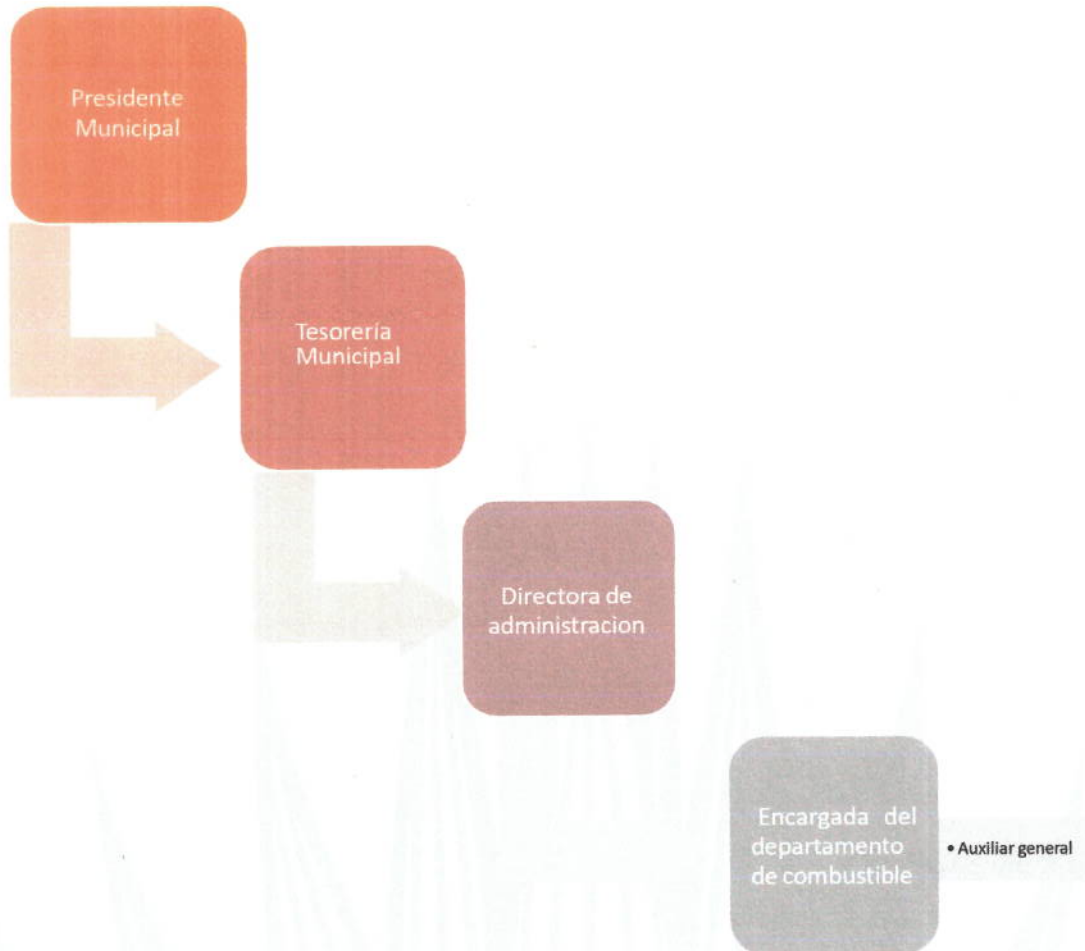 Presidente
Municipal
Tesorería
Municipal
Directora de
administracion
Encargada del
departamento
de combustible
• Auxiliar general